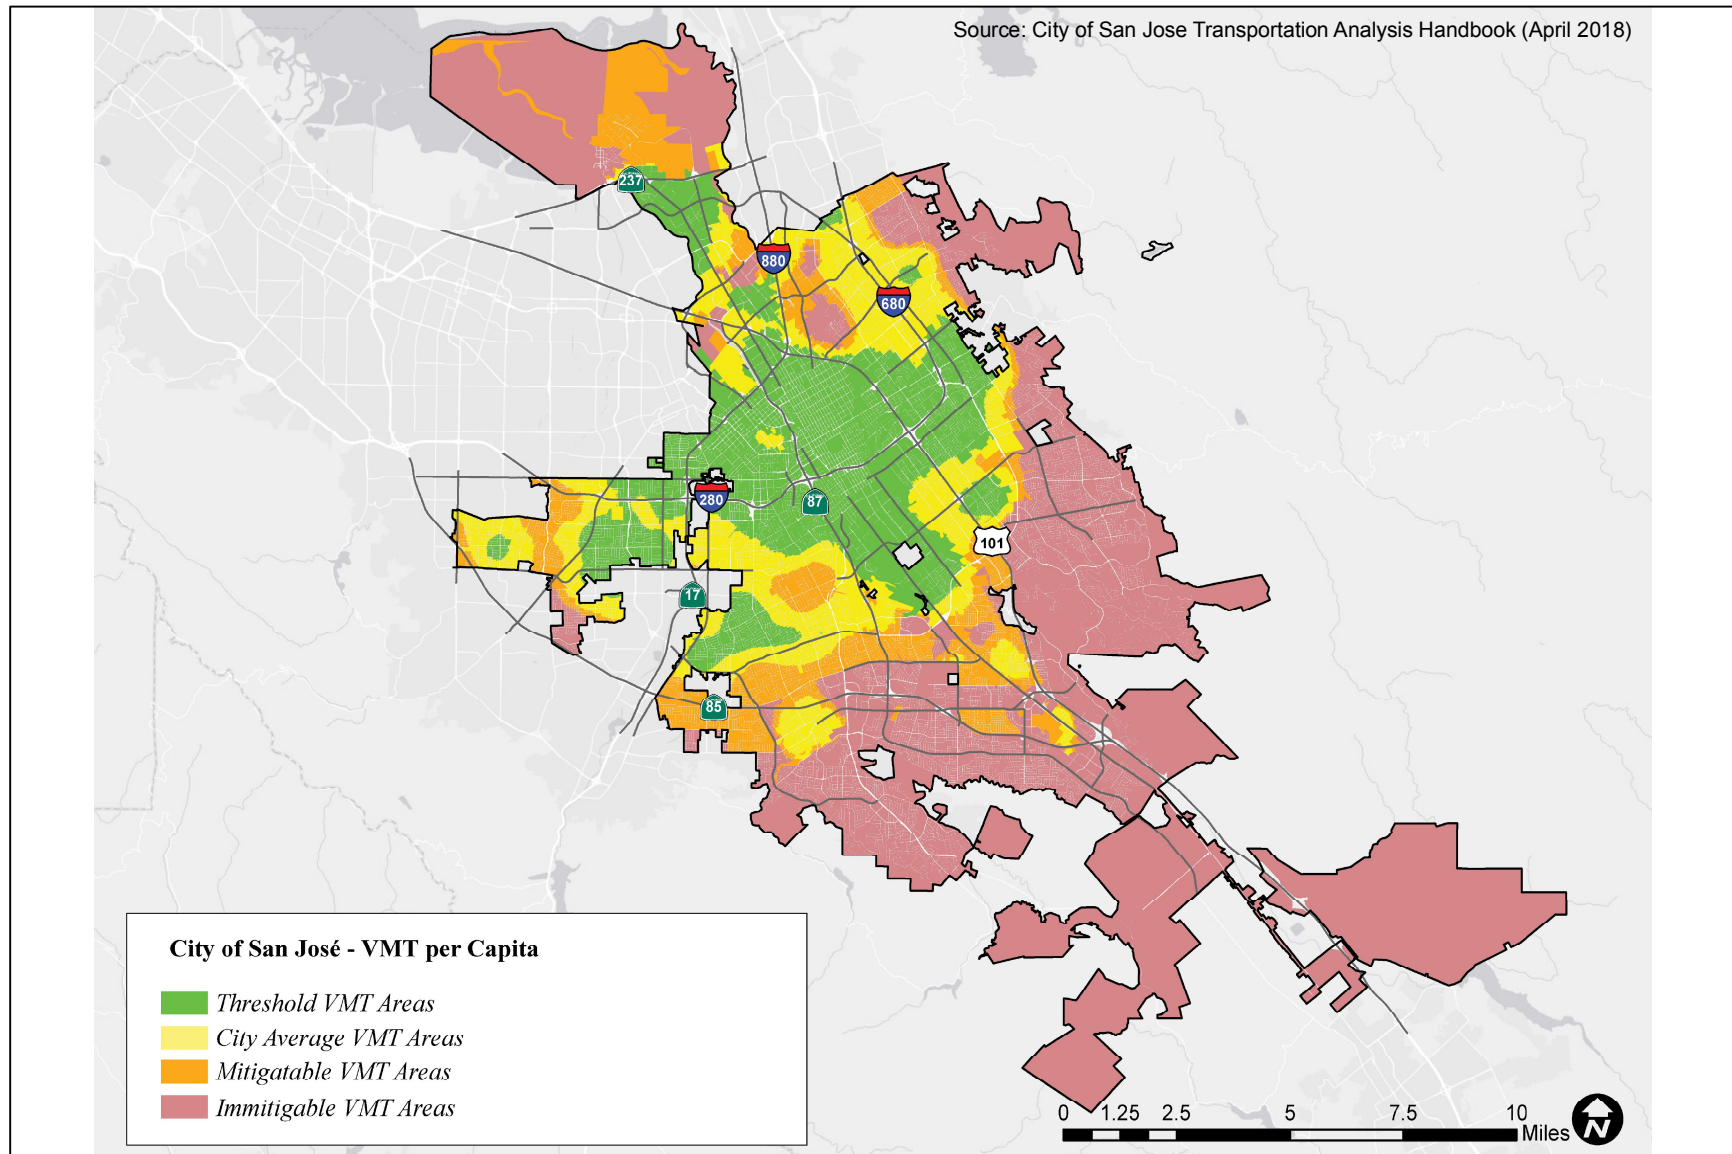 Source: City of San Jose Transportation Analysis Handbook (April 2018)
237
880
680
280
87
101
17
85
City of San José - VMT per Capita
Threshold VMT Areas
City Average VMT Areas
Mitigatable VMT Areas
Immitigable VMT Areas
0 1.25 2.5 5 7.5 10
Miles
N